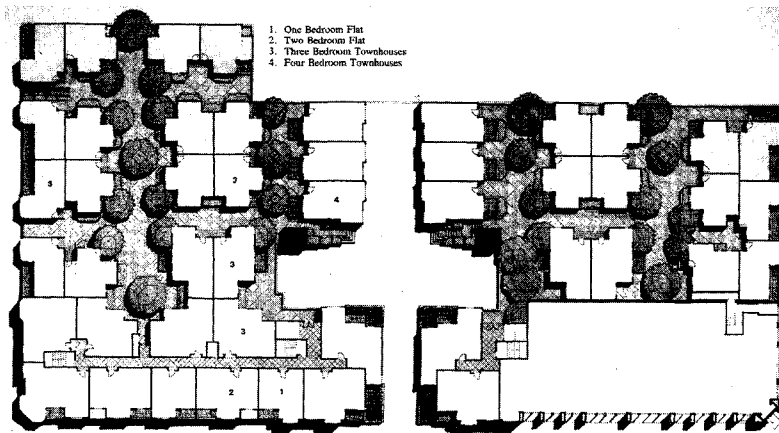 1. One Bedroom Flat
2. Two Bedroom Flat
3. Three Bedroom Townhouses
4. Four Bedroom Townhouses
2
4
3
3
2
1